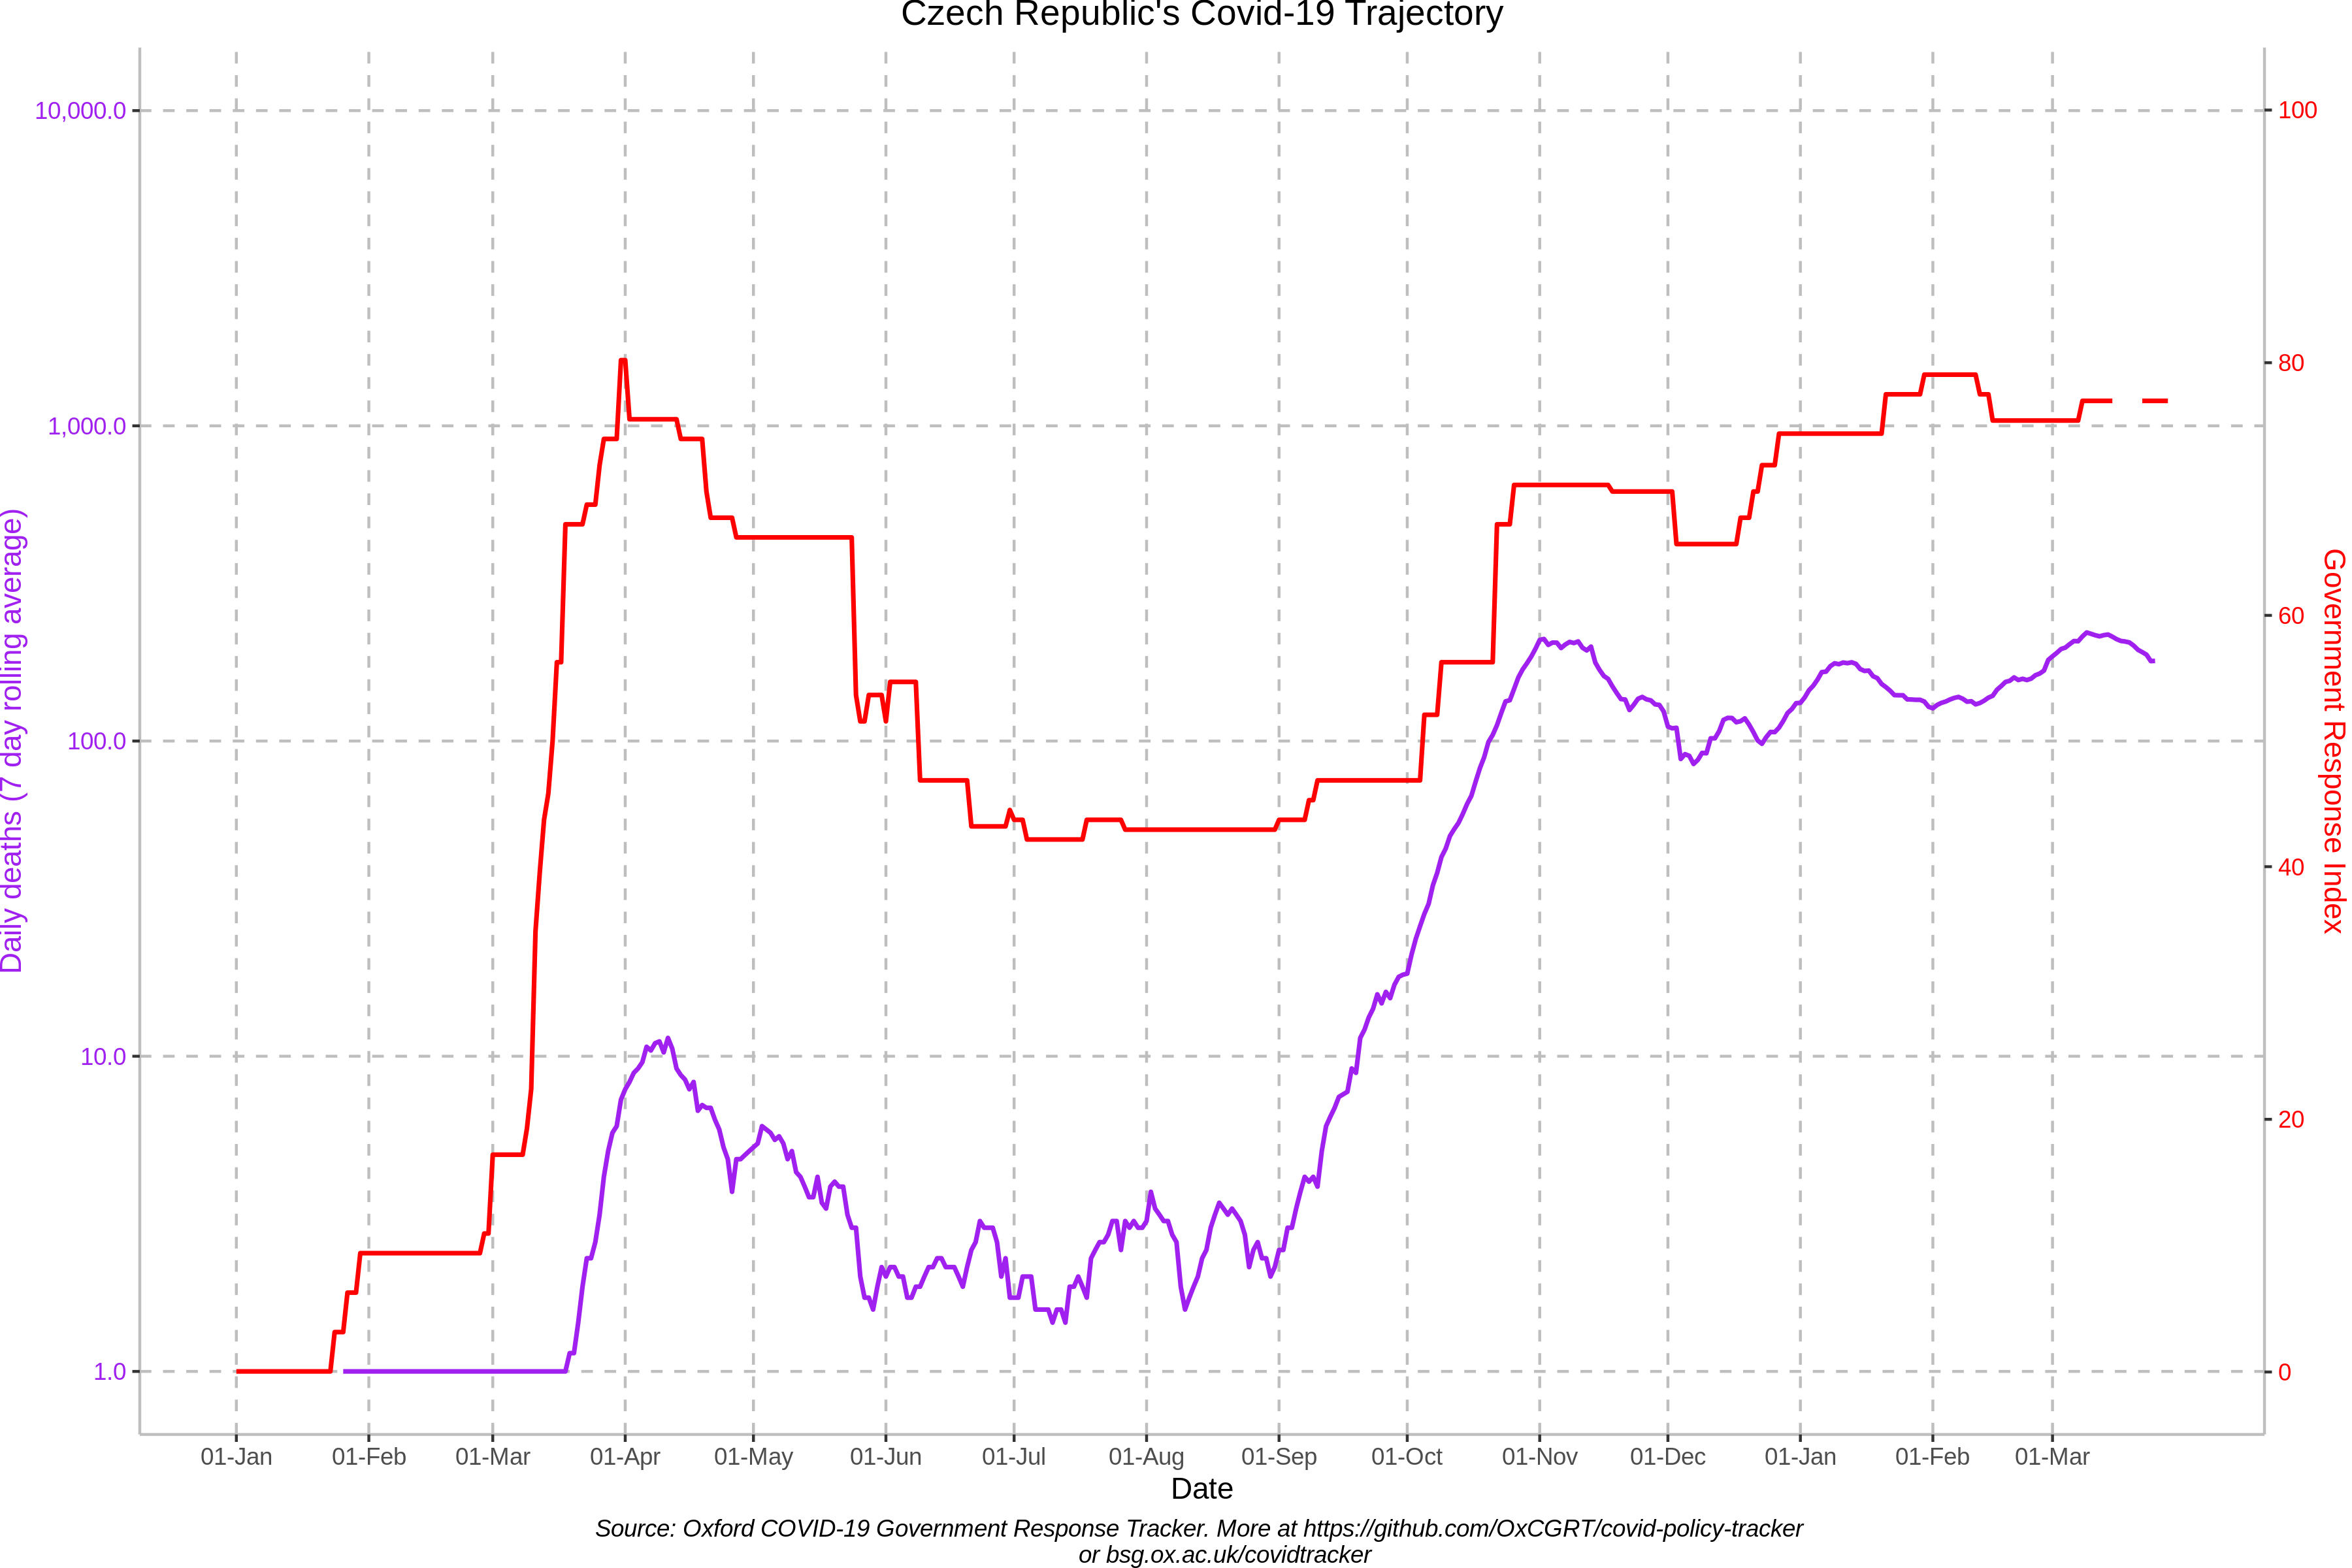 Czech Republic's Covid-19 Trajectory
10,000.0
1,000.0
100.0
10.0
1.0
Daily deaths (7 day rolling average)
100
80
60
40
20
0
Government Response Index
01-Jan 01-Feb 01-Mar 01-Apr 01-May 01-Jun 01-Jul 01-Aug 01-Sep 01-Oct 01-Nov 01-Dec 01-Jan 01-Feb 01-Mar
Date
Source: Oxford COVID-19 Government Response Tracker. More at https://github.com/OxCGRT/covid-policy-tracker
or bsg.ox.ac.uk/covidtracker